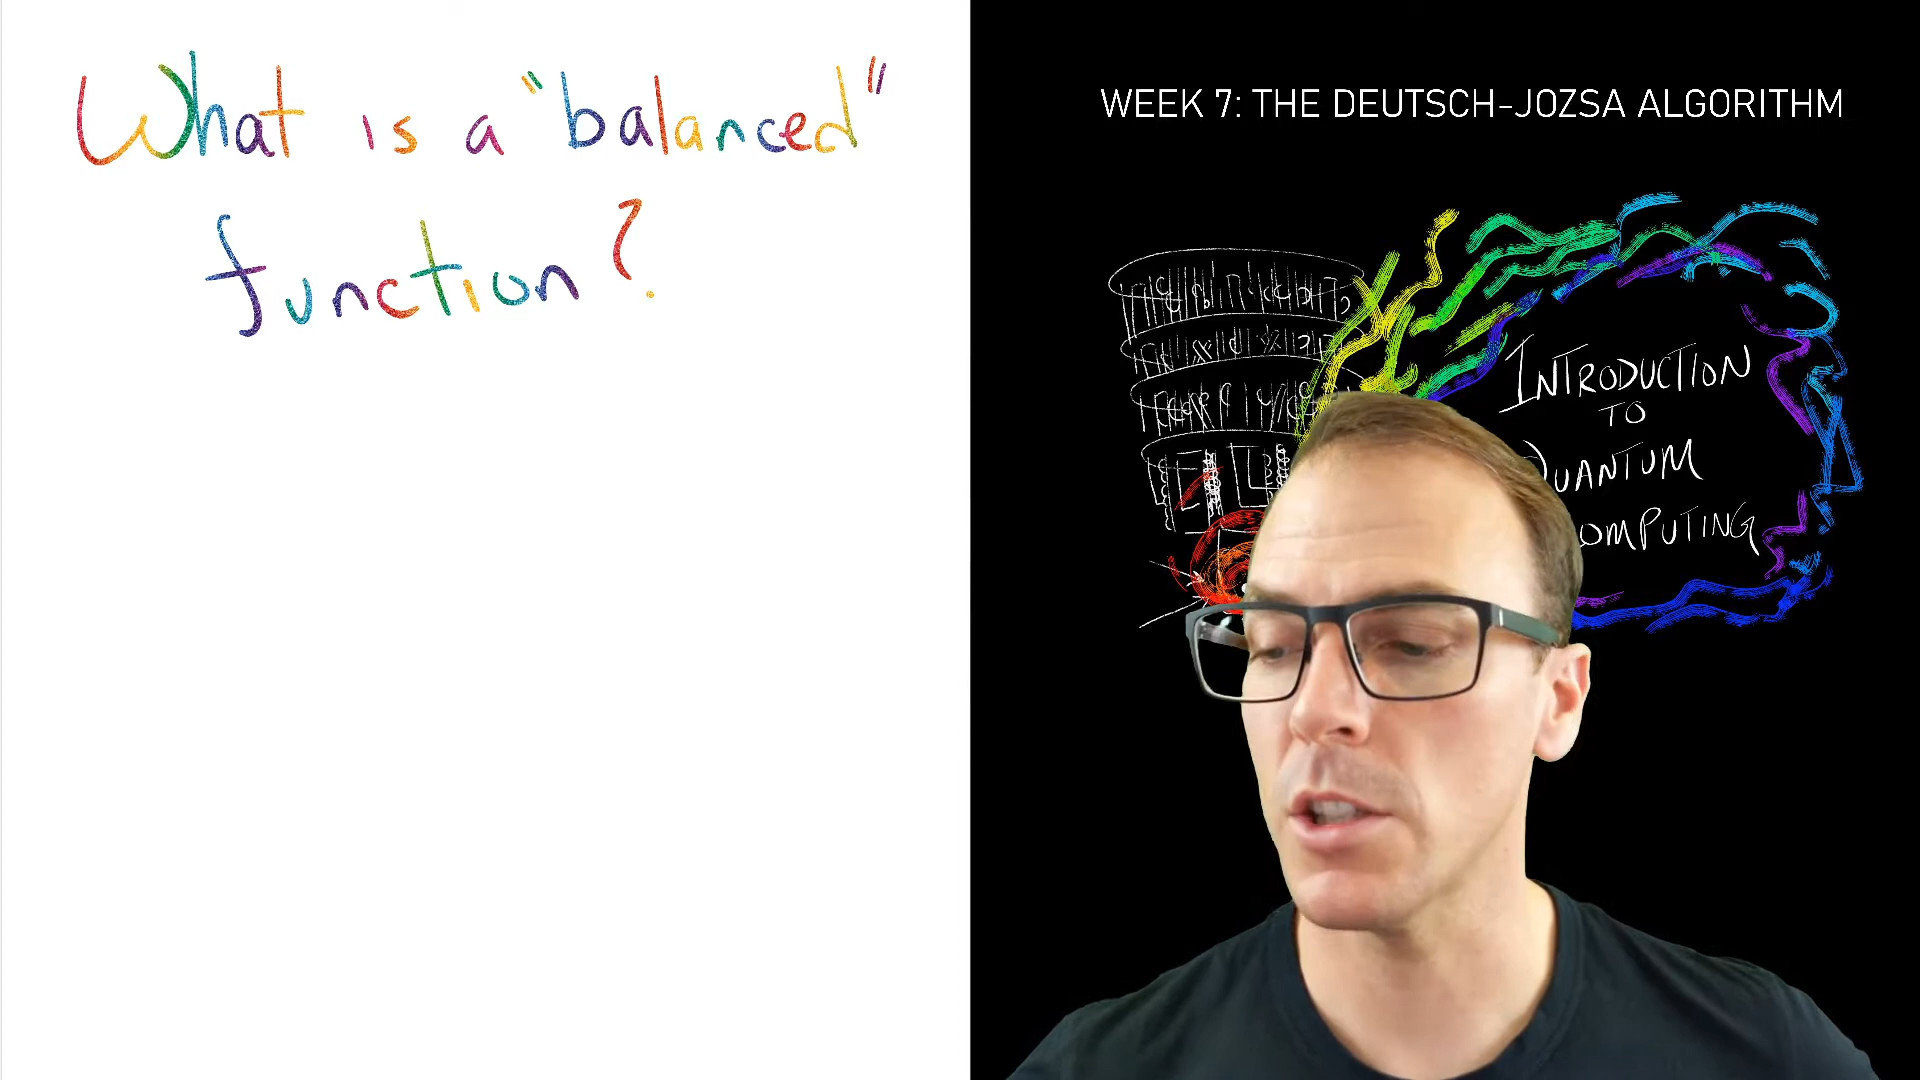 What is a "balanced"
function?
WEEK 7: THE DEUTSCH-JOZSA ALGORITHM
INTRODUCTION
TO
QUANTUM
COMPUTING